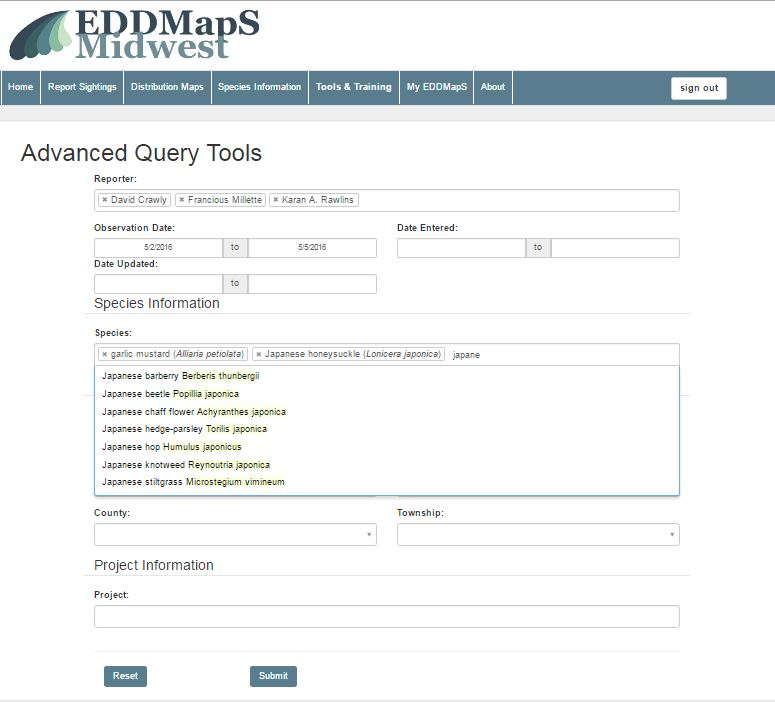 EDDMapS
Midwest
Home Report Sightings Distribution Maps Species Information Tools & Training My EDDMapS About sign out
Advanced Query Tools
Reporter:
× David Crawly × Francious Millette × Karan A. Rawlins
Observation Date: Date Entered:
5/2/2016 to 5/5/2016 to
Date Updated:
to
Species Information
Species:
× garlic mustard (Alliaria petiolata) × Japanese honeysuckle (Lonicera japonica) japane
Japanese barberry Berberis thunbergii
Japanese beetle Popillia japonica
Japanese chaff flower Achyranthes japonica
Japanese hedge-parsley Torilis japonica
Japanese hop Humulus japonicus
Japanese knotweed Reynoutria japonica
Japanese stiltgrass Microstegium vimineum
County: Township:
Project Information
Project:
Reset Submit